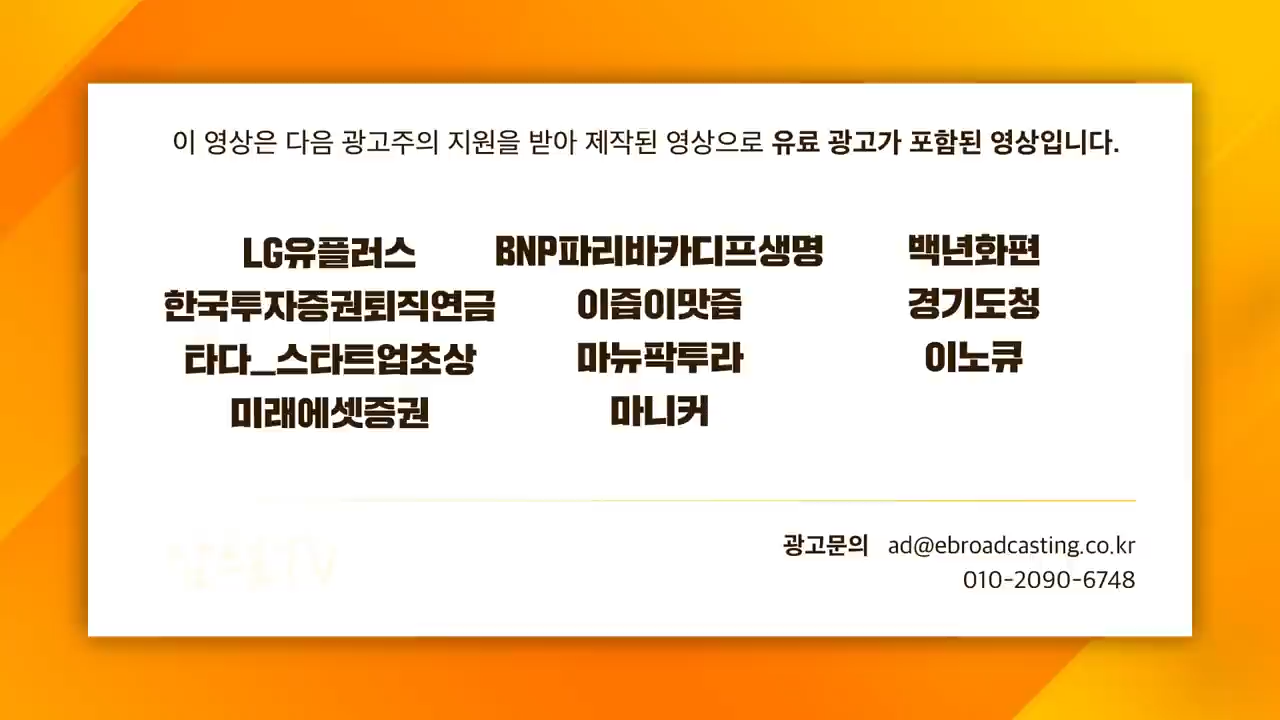 이 영상은 다음 광고주의 지원을 받아 제작된 영상으로 유료 광고가 포함된 영상입니다.
LG유플러스 BNP파리바카디프생명 백년화편
한국투자증권퇴직연금 이즙이맛즙 경기도청
타다_스타트업초상 마뉴팍투라 이노큐
미래에셋증권 마니커
광고문의 ad@ebroadcasting.co.kr
010-2090-6748